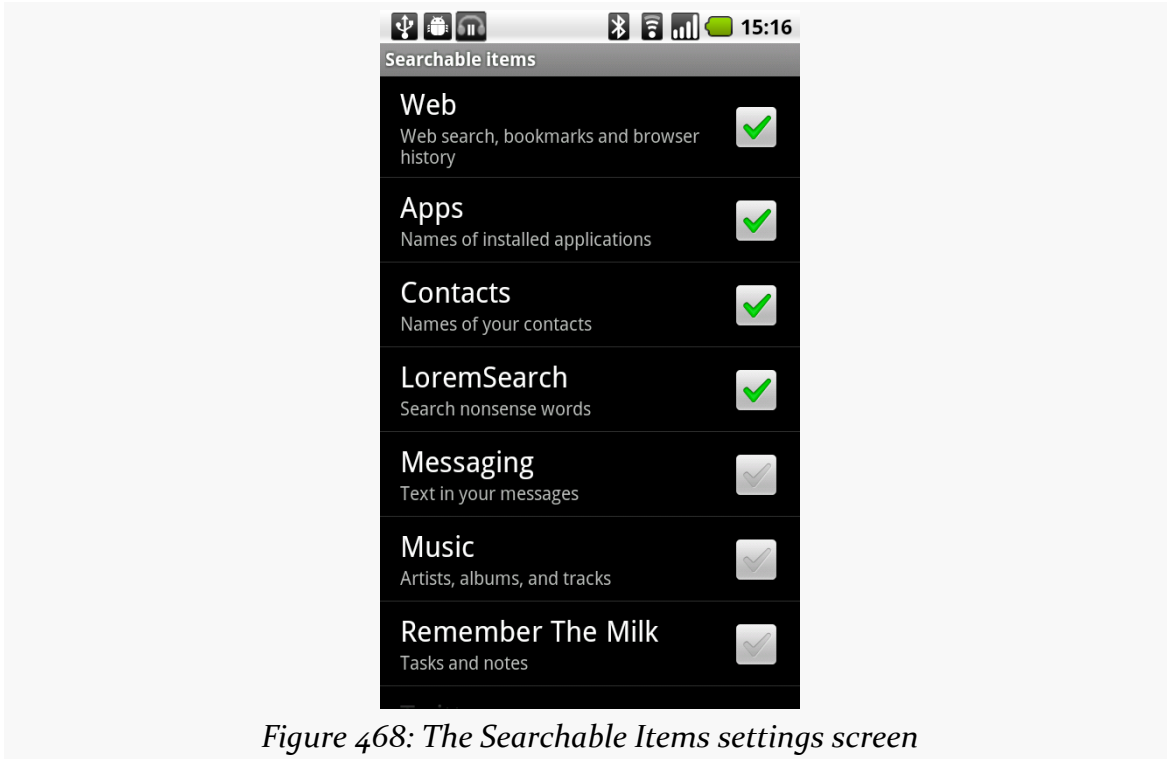 15:16
Searchable items
Web
Web search, bookmarks and browser
history
Apps
Names of installed applications
Contacts
Names of your contacts
LoremSearch
Search nonsense words
Messaging
Text in your messages
Music
Artists, albums, and tracks
Remember The Milk
Tasks and notes
Figure 468: The Searchable Items settings screen